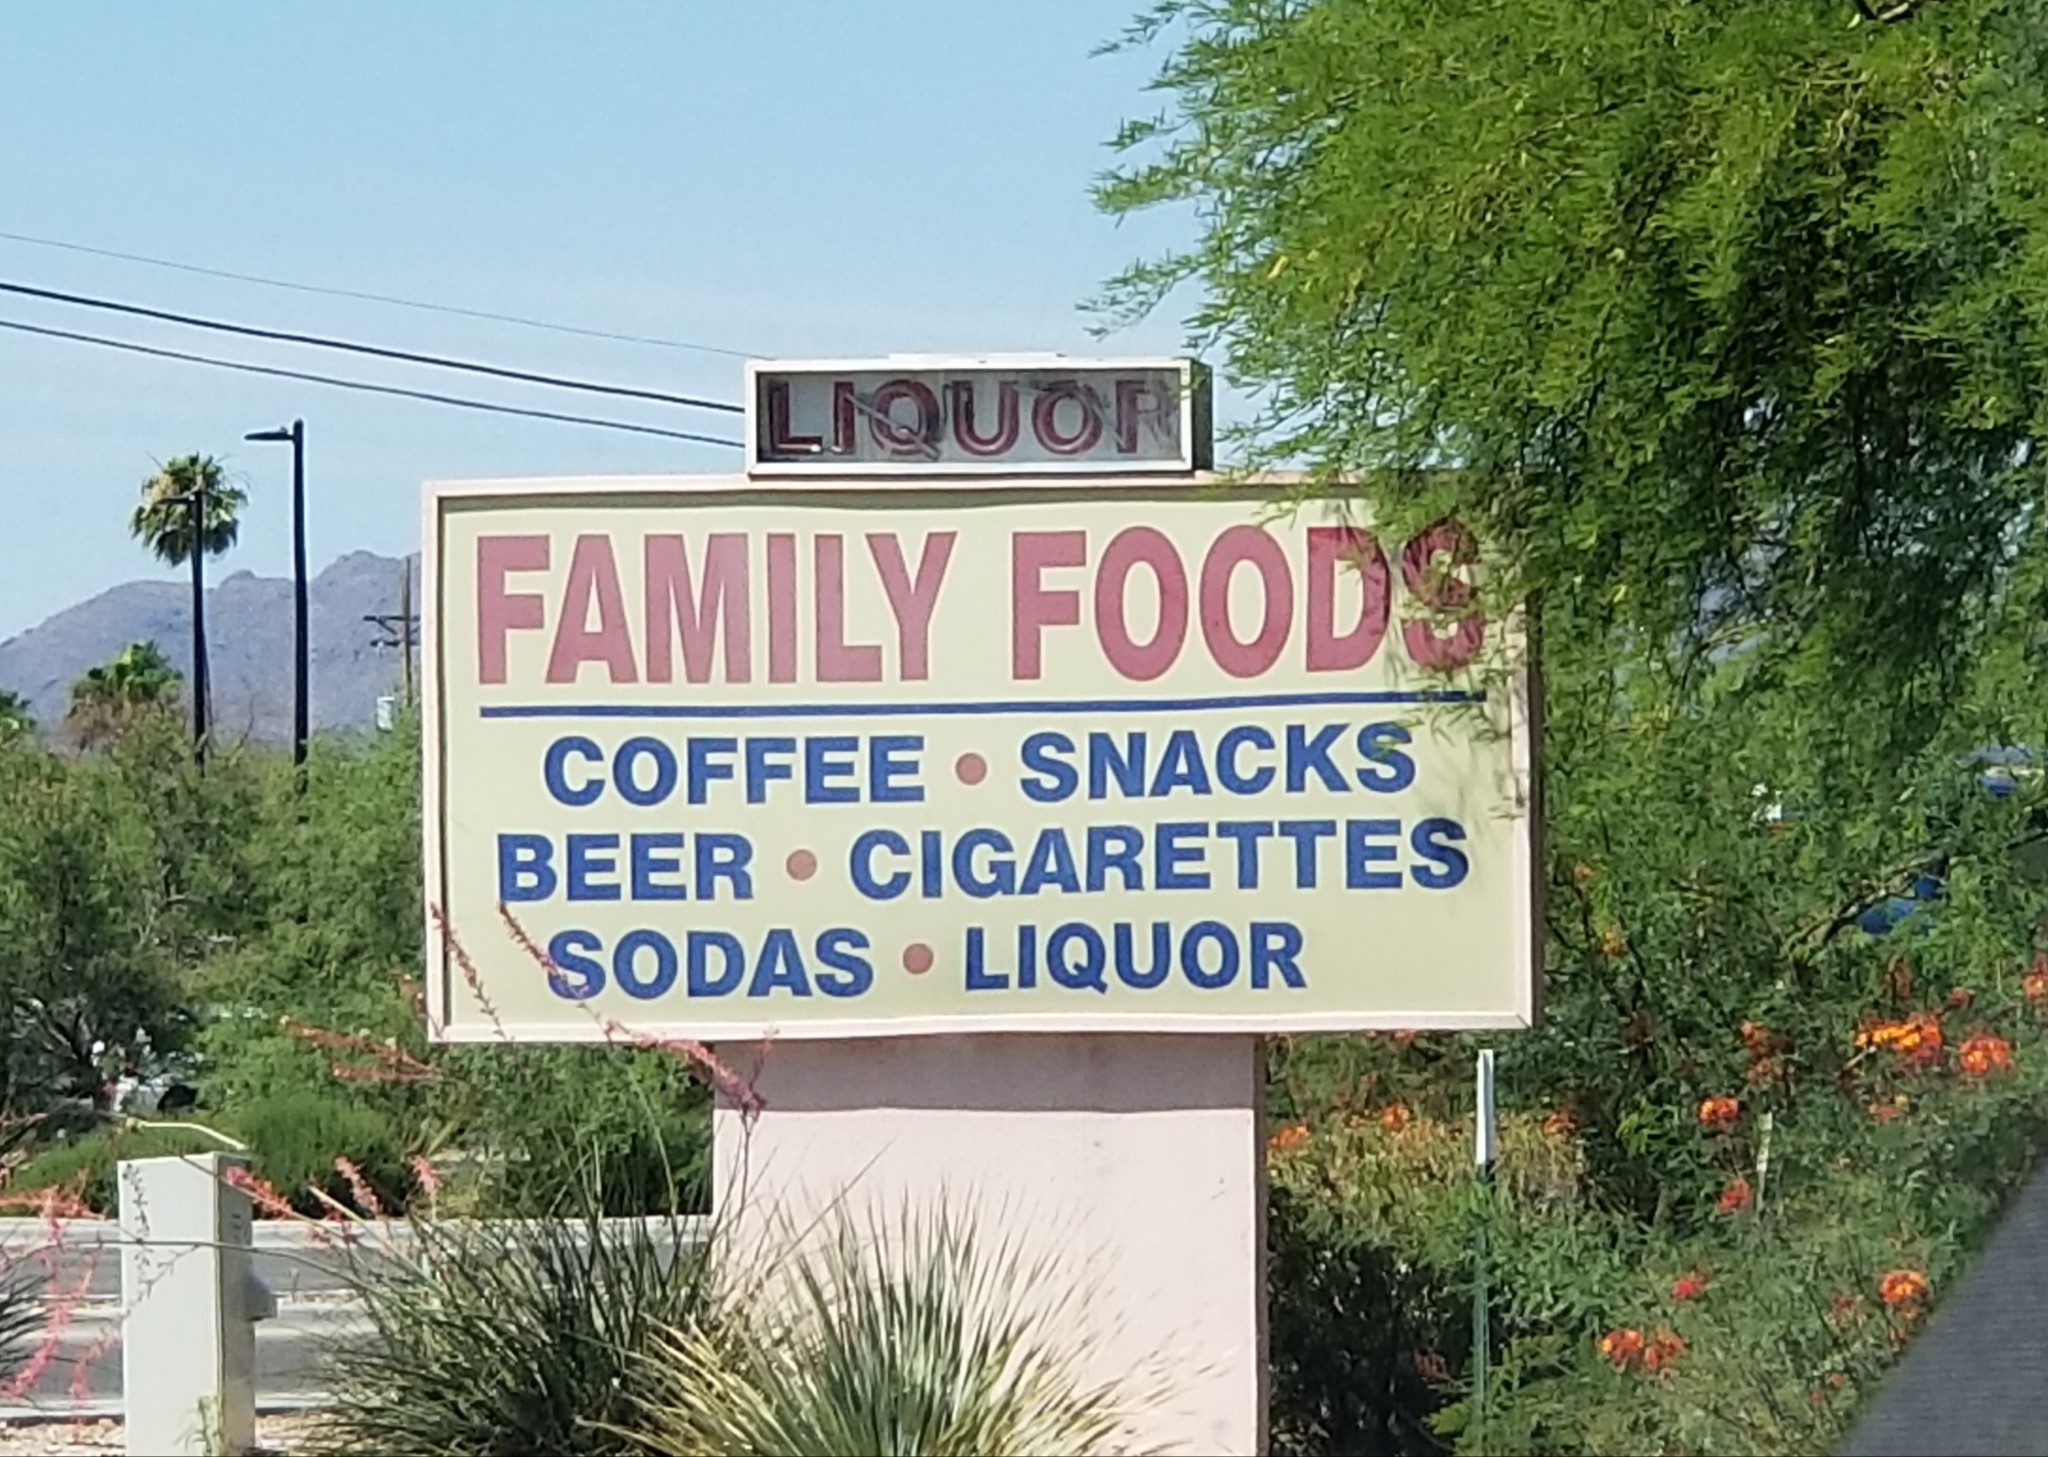 LIQUOR
FAMILY FOODS
COFFEE • SNACKS
BEER • CIGARETTES
SODAS • LIQUOR